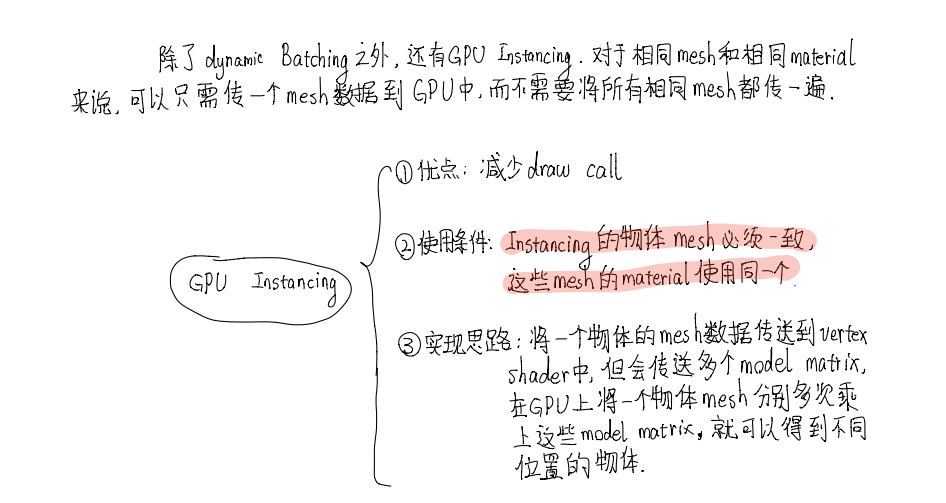 除了dynamic Batching之外，还有GPU Instancing. 对于相同mesh和相同material
来说，可以只需传一个mesh数据到GPU中，而不需要将所有相同mesh都传一遍.
①优点：减少draw call
②使用条件：Instancing的物体mesh必须一致，
这些mesh的material使用同一个.
GPU Instancing
③实现思路：将一个物体的mesh数据传送到vertex
shader中，但会传送多个model matrix，
在GPU上将一个物体mesh分别多次乘
上这些model matrix，就可以得到不同
位置的物体.